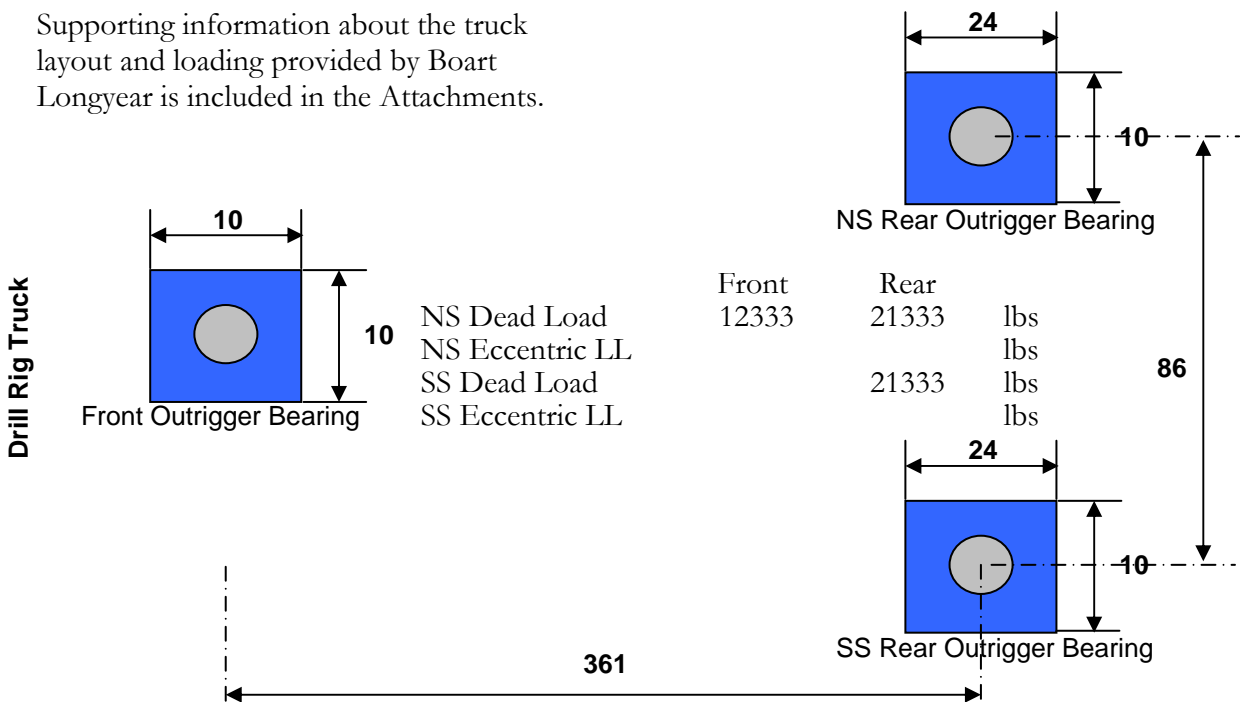 Supporting information about the truck
layout and loading provided by Boart
Longyear is included in the Attachments.
24
10
NS Rear Outrigger Bearing
10
10
Front Outrigger Bearing
Drill Rig Truck
Front Rear
NS Dead Load 12333 21333 lbs
NS Eccentric LL lbs
SS Dead Load 21333 lbs
SS Eccentric LL lbs
86
24
10
SS Rear Outrigger Bearing
361